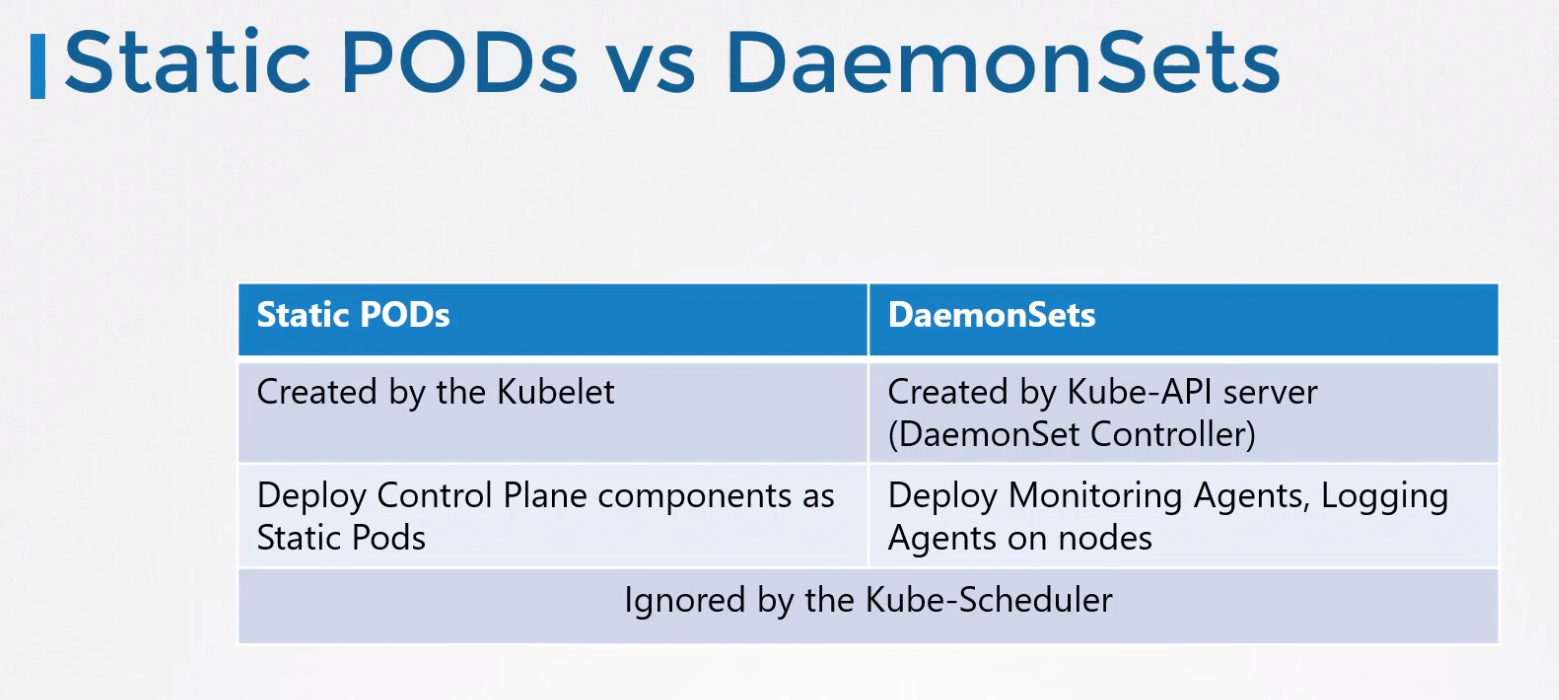 Static PODs vs DaemonSets
Static PODs
DaemonSets
Created by the Kubelet
Created by Kube-API server
(DaemonSet Controller)
Deploy Control Plane components as
Static Pods
Deploy Monitoring Agents, Logging
Agents on nodes
Ignored by the Kube-Scheduler